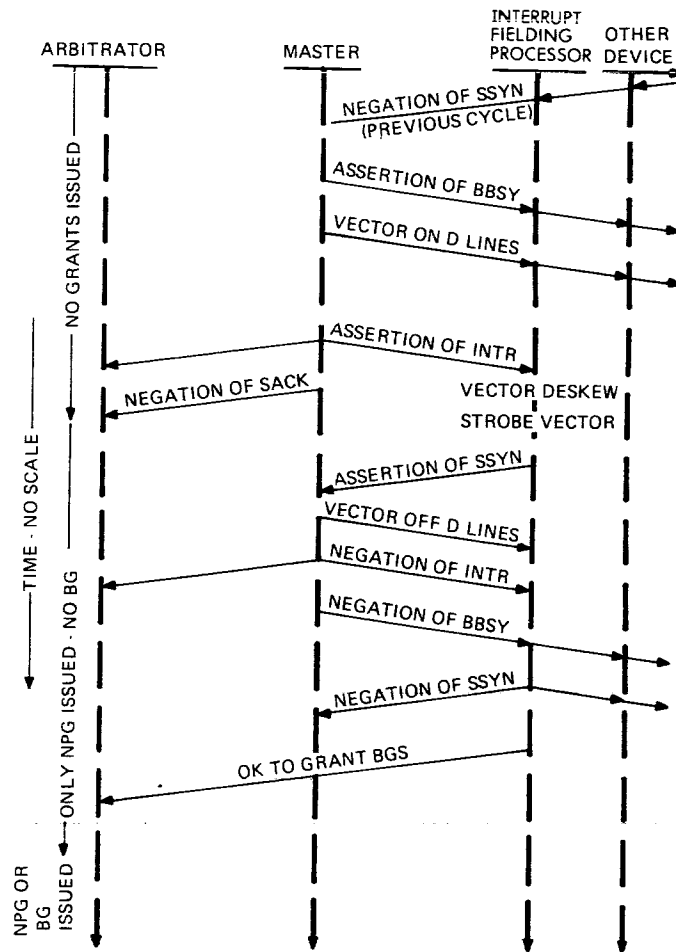 ARBITRATOR
MASTER
INTERRUPT
FIELDING
PROCESSOR
OTHER
DEVICE
NEGATION OF SSYN
(PREVIOUS CYCLE)
ASSERTION OF BBSY
VECTOR ON D LINES
NO GRANTS ISSUED
ASSERTION OF INTR
NEGATION OF SACK
VECTOR DESKEW
STROBE VECTOR
ASSERTION OF SSYN
VECTOR OFF D LINES
NEGATION OF INTR
NEGATION OF BBSY
NEGATION OF SSYN
OK TO GRANT BGS
TIME - NO SCALE
ONLY NPG ISSUED - NO BG
NPG OR
BG
ISSUED